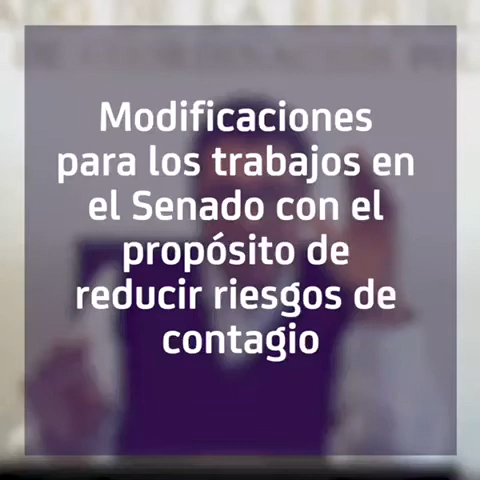 Modificaciones
para los trabajos en
el Senado con el
propósito de
reducir riesgos de
contagio